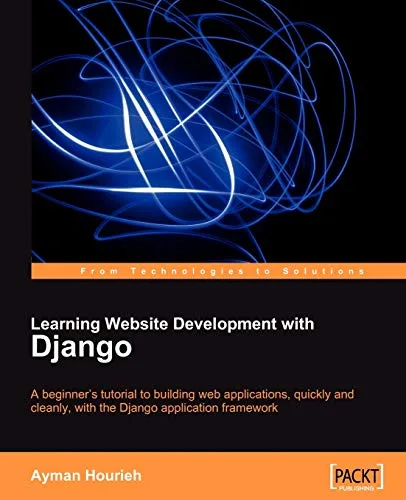 From Technologies to Solutions
Learning Website Development with
Django
A beginner's tutorial to building web applications, quickly and
cleanly, with the Django application framework
Ayman Hourieh
PACKT
PUBLISHING